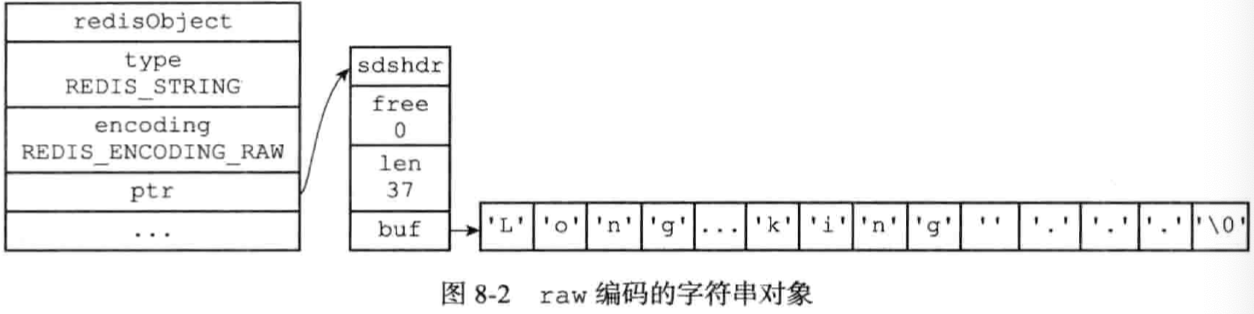 redisObject
type
REDIS_STRING
encoding
REDIS_ENCODING_RAW
ptr
...
sdshdr
free
0
len
37
buf
'L' 'o' 'n' 'g' ... 'k' 'i' 'n' 'g' '' '.' '.' '.' '\0'
图 8-2 raw 编码的字符串对象